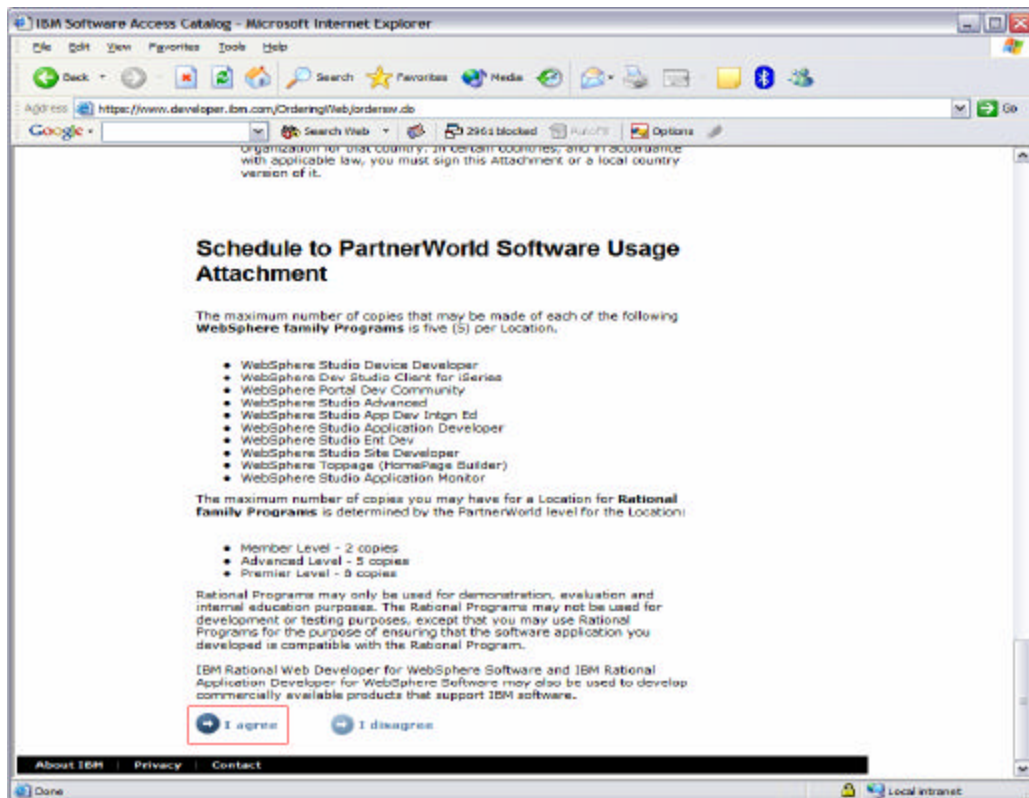 IBM Software Access Catalog - Microsoft Internet Explorer
File Edit View Favorites Tools Help
Back Search Favorites Media
Address https://www.developer.ibm.com/OrderingWeb/ordersw.do Go
Google Search Web 2961 blocked AutoFill Options
organization for that country. In certain countries, and in accordance
with applicable law, you must sign this Attachment or a local country
version of it.
Schedule to PartnerWorld Software Usage
Attachment
The maximum number of copies that may be made of each of the following
WebSphere family Programs is five (5) per Location.
• WebSphere Studio Device Developer
• WebSphere Dev Studio Client for iSeries
• WebSphere Portal Dev Community
• WebSphere Studio Advanced
• WebSphere Studio App Dev Intgn Ed
• WebSphere Studio Application Developer
• WebSphere Studio Ent Dev
• WebSphere Studio Site Developer
• WebSphere Toppage (HomePage Builder)
• WebSphere Studio Application Monitor
The maximum number of copies you may have for a Location for Rational
family Programs is determined by the PartnerWorld level for the Location:
• Member Level - 2 copies
• Advanced Level - 5 copies
• Premier Level - 8 copies
Rational Programs may only be used for demonstration, evaluation and
internal education purposes. The Rational Programs may not be used for
development or testing purposes, except that you may use Rational
Programs for the purpose of ensuring that the software application you
developed is compatible with the Rational Program.
IBM Rational Web Developer for WebSphere Software and IBM Rational
Application Developer for WebSphere Software may also be used to develop
commercially available products that support IBM software.
I agree I disagree
About IBM | Privacy | Contact
Done Local intranet